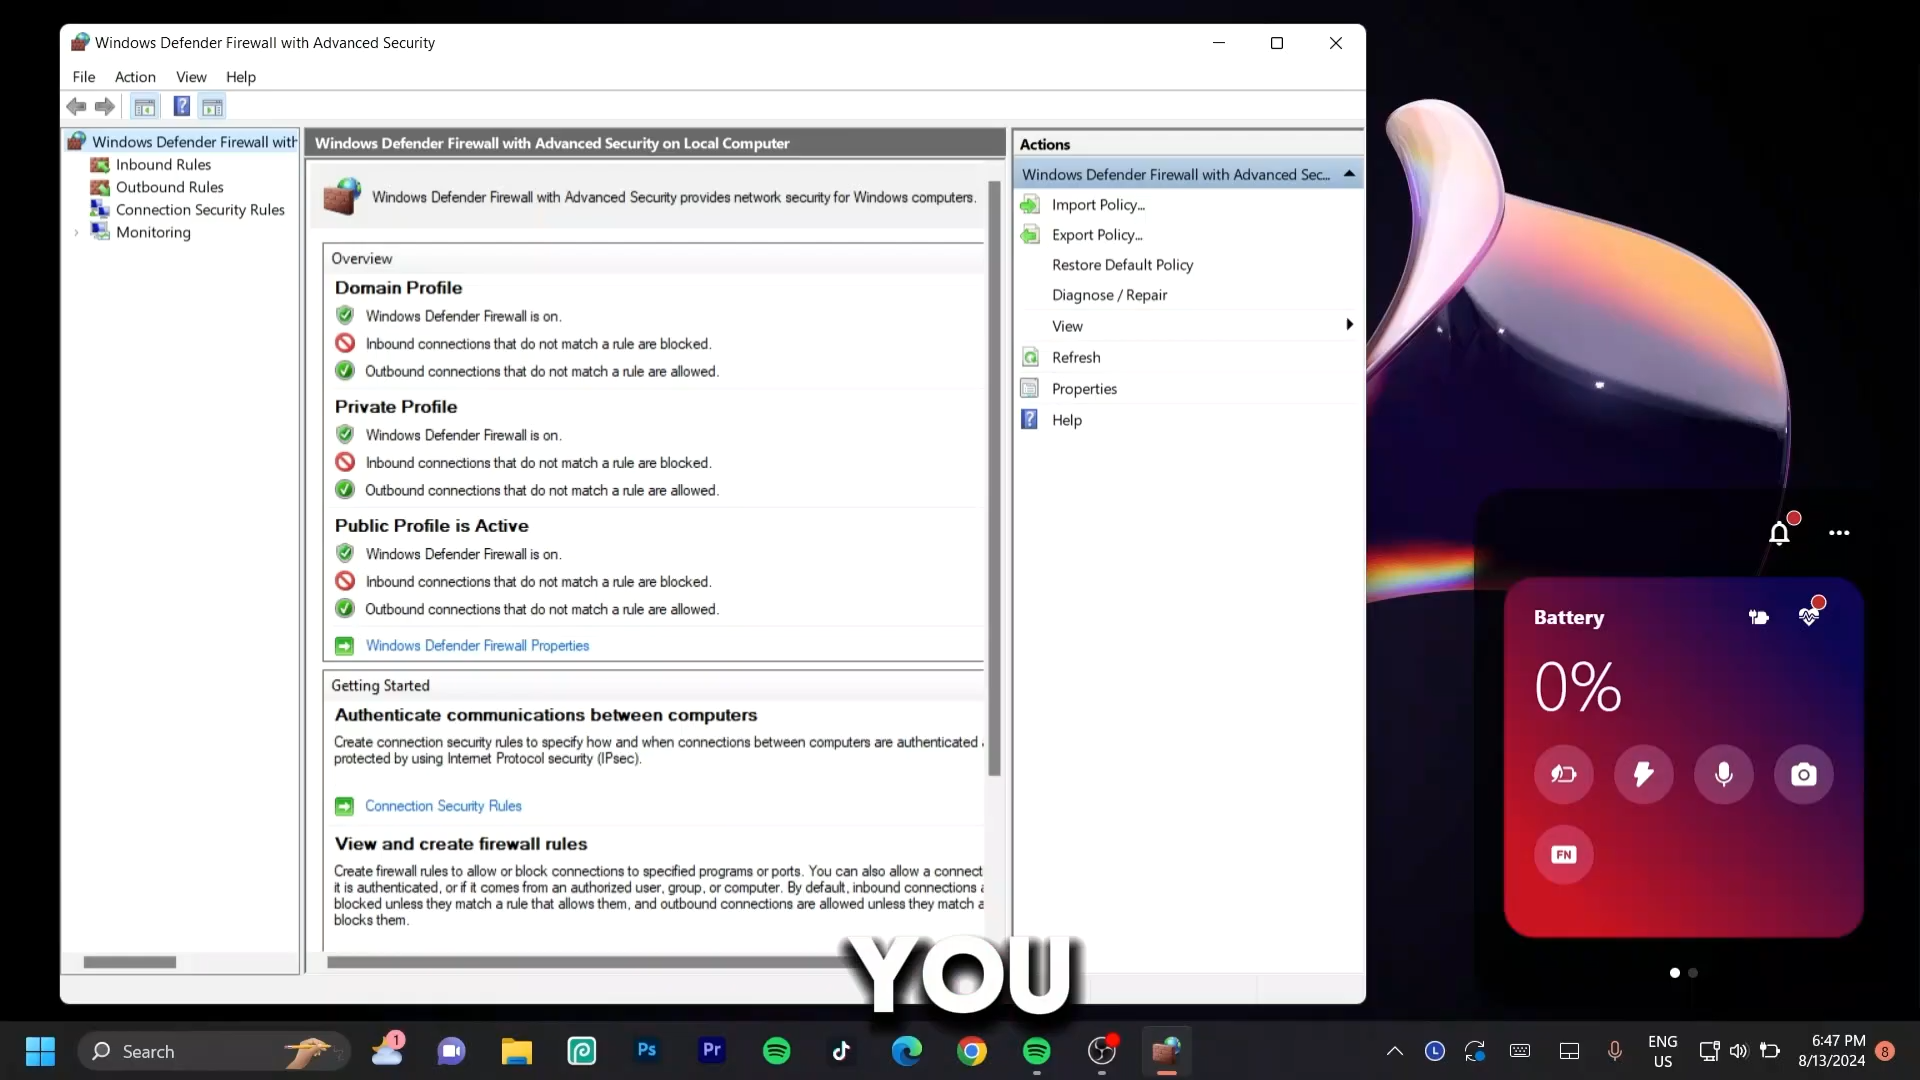 Windows Defender Firewall with Advanced Security
File Action View Help
Windows Defender Firewall with
Inbound Rules
Outbound Rules
Connection Security Rules
Monitoring
Windows Defender Firewall with Advanced Security on Local Computer
Windows Defender Firewall with Advanced Security provides network security for Windows computers.
Overview
Domain Profile
Windows Defender Firewall is on.
Inbound connections that do not match a rule are blocked.
Outbound connections that do not match a rule are allowed.
Private Profile
Windows Defender Firewall is on.
Inbound connections that do not match a rule are blocked.
Outbound connections that do not match a rule are allowed.
Public Profile is Active
Windows Defender Firewall is on.
Inbound connections that do not match a rule are blocked.
Outbound connections that do not match a rule are allowed.
Windows Defender Firewall Properties
Getting Started
Authenticate communications between computers
Create connection security rules to specify how and when connections between computers are authenticated
protected by using Internet Protocol security (IPsec).
Connection Security Rules
View and create firewall rules
Create firewall rules to allow or block connections to specified programs or ports. You can also allow a connect
it is authenticated, or if it comes from an authorized user, group, or computer. By default, inbound connections
blocked unless they match a rule that allows them, and outbound connections are allowed unless they match a
blocks them.
Actions
Windows Defender Firewall with Advanced Sec...
Import Policy...
Export Policy...
Restore Default Policy
Diagnose / Repair
View
Refresh
Properties
Help
Battery
0%
FN
YOU
Search
1
Ps
Pr
L
ENG
US
6:47 PM
8/13/2024
8